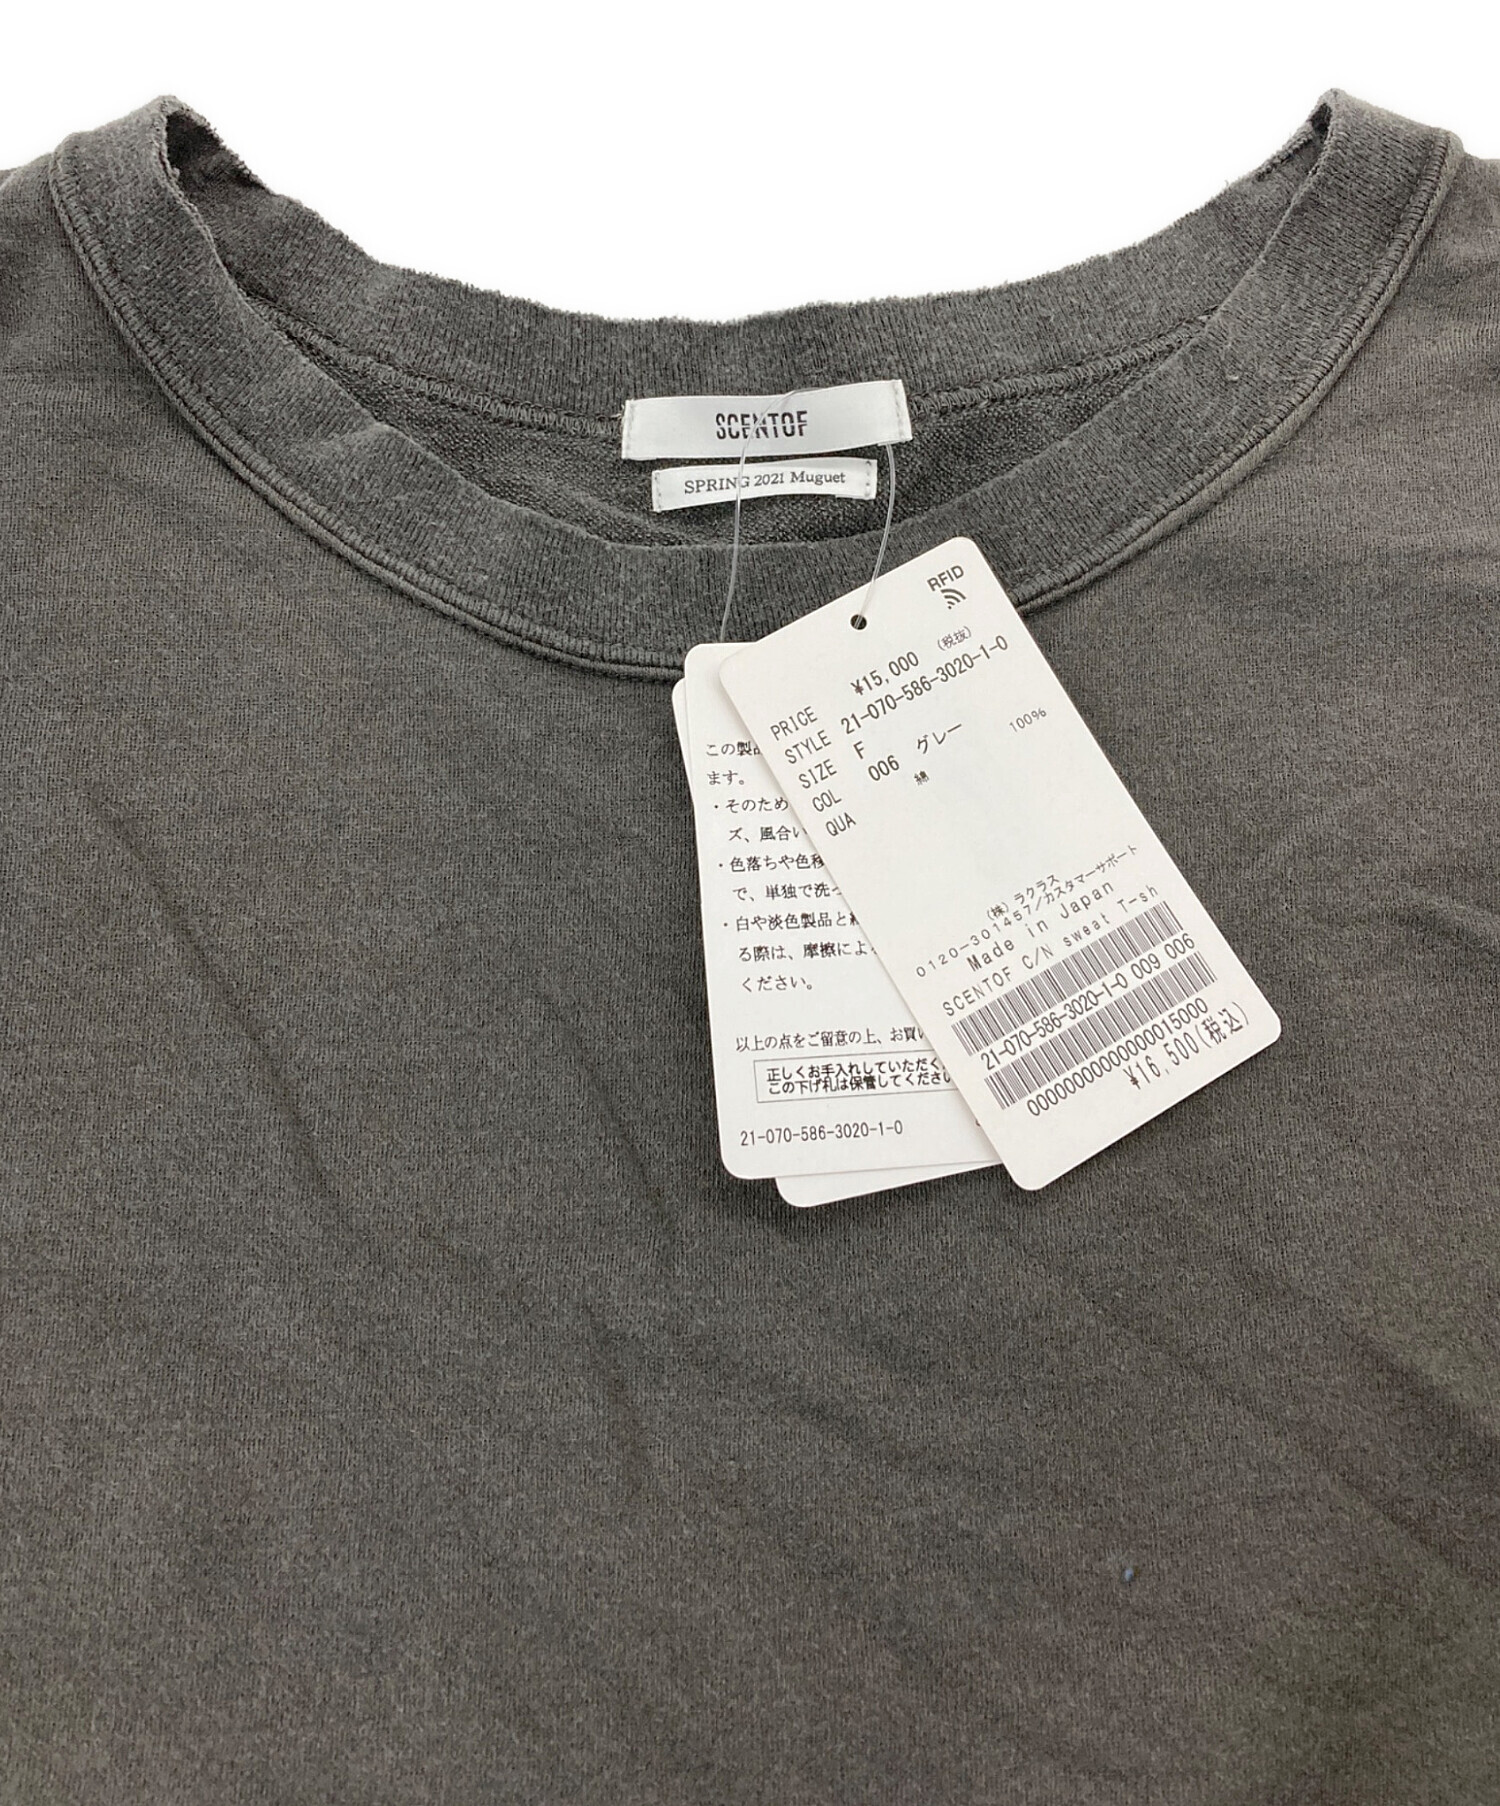 SCENTOF
SPRING 2021 Muguet
RFID
PRICE ¥15,000 (税抜)
STYLE 21-070-586-3020-1-0
SIZE F
COL 006 グレー
QUA 綿 100%
(株)ラクラス
0120-301457/カスタマーサポート
Made in Japan
SCENTOF C/N sweat T-sh
21-070-586-3020-1-0 009 006
0000000000000015000
¥16,500(税込)
この製品
ます。
・そのため
ズ、風合い
・色落ちや色移
で、単独で洗っ
・白や淡色製品と
る際は、摩擦によ
ください。
以上の点をご留意の上、お買い
正しくお手入れしていただく
この下げ札は保管してください
21-070-586-3020-1-0